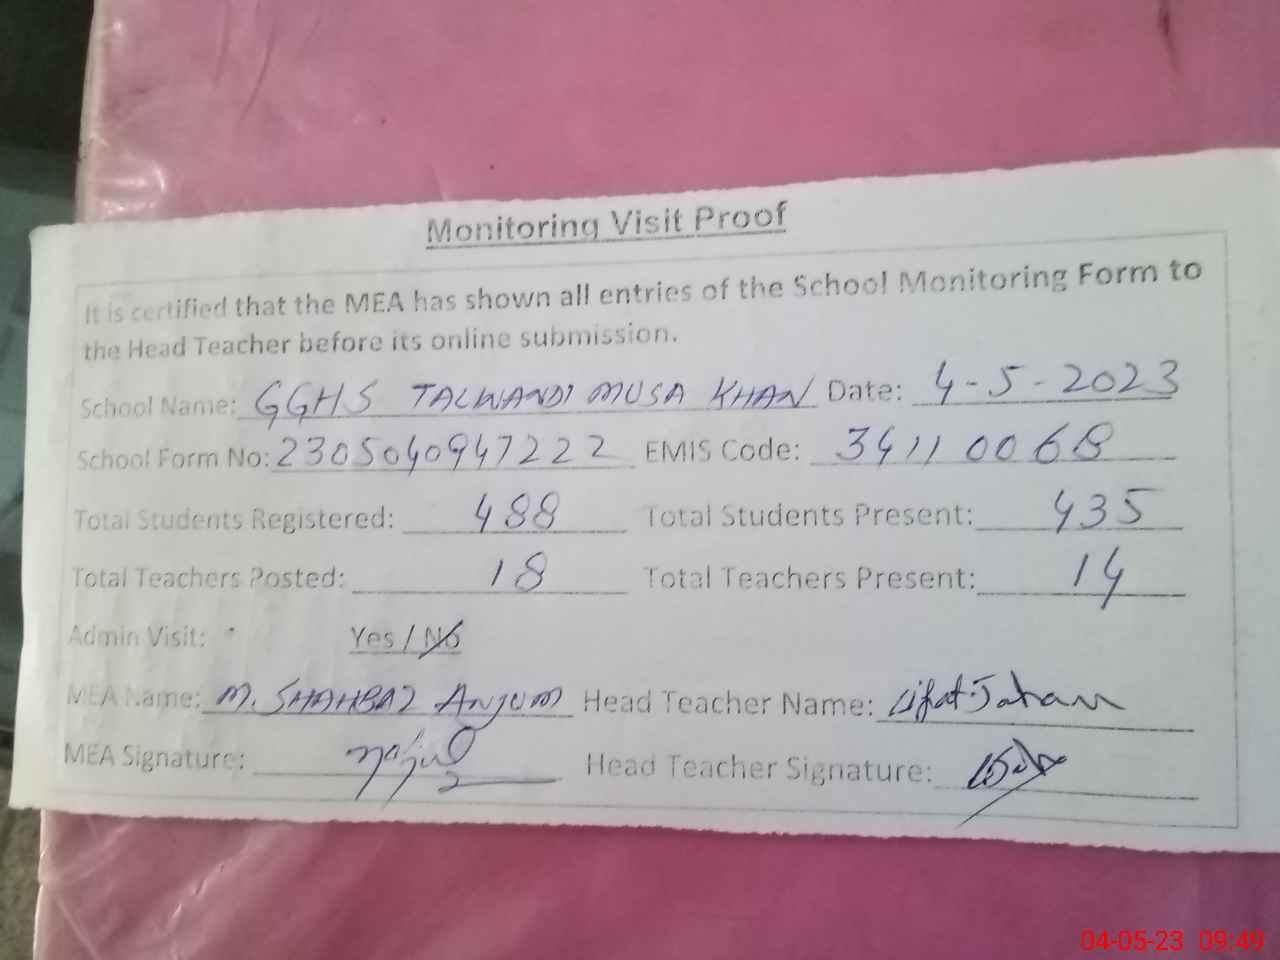 Monitoring Visit Proof
It is certified that the MEA has shown all entries of the School Monitoring Form to
the Head Teacher before its online submission.
School Name: GGHS TALWANDI MUSA KHAN Date: 4-5-2023
School Form No: 2305040947222 EMIS Code: 34110068
Total Students Registered: 488 Total Students Present: 435
Total Teachers Posted: 18 Total Teachers Present: 14
Admin Visit: Yes / No
MEA Name: M. SHAHBAZ ANJUM Head Teacher Name: Jahan
MEA Signature: Head Teacher Signature:
04-05-23 09:49